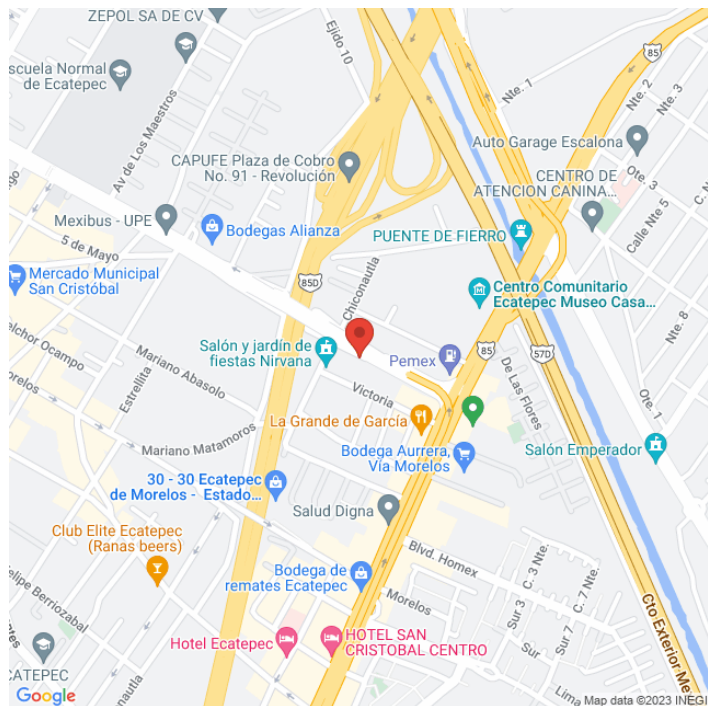 ZEPOL SA DE CV
Ejido 10
85
Nte. 1
Nte. 2
Nte. 3
Escuela Normal
de Ecatepec
Av de Los Maestros
CAPUFE Plaza de Cobro
No. 91 - Revolución
Auto Garage Escalona
CENTRO DE
ATENCION CANINA...
Ote. 3
Calle Nte 5
Mexibus - UPE
Bodegas Alianza
PUENTE DE FIERRO
5 de Mayo
Mercado Municipal
San Cristóbal
85D
Chiconautla
Centro Comunitario
Ecatepec Museo Casa...
Nte. 8
Salón y jardín de
fiestas Nirvana
Pemex
85
57D
De Las Flores
Ote. 1
Melchor Ocampo
Estrellita
Mariano Abasolo
Victoria
La Grande de García
Morelos
Mariano Matamoros
Bodega Aurrera,
Vía Morelos
Salón Emperador
30 - 30 Ecatepec
de Morelos - Estado...
Salud Digna
Club Elite Ecatepec
(Ranas beers)
Blvd. Homex
Bodega de
remates Ecatepec
C. 3 Nte.
C. 7 Nte.
Sur 3
Sur 7
Felipe Berriozabal
Morelos
Cto Exterior Me
Hotel Ecatepec
HOTEL SAN
CRISTOBAL CENTRO
Sur
Lima
CATEPEC
Chiconautla
Google
Map data ©2023 INEGI